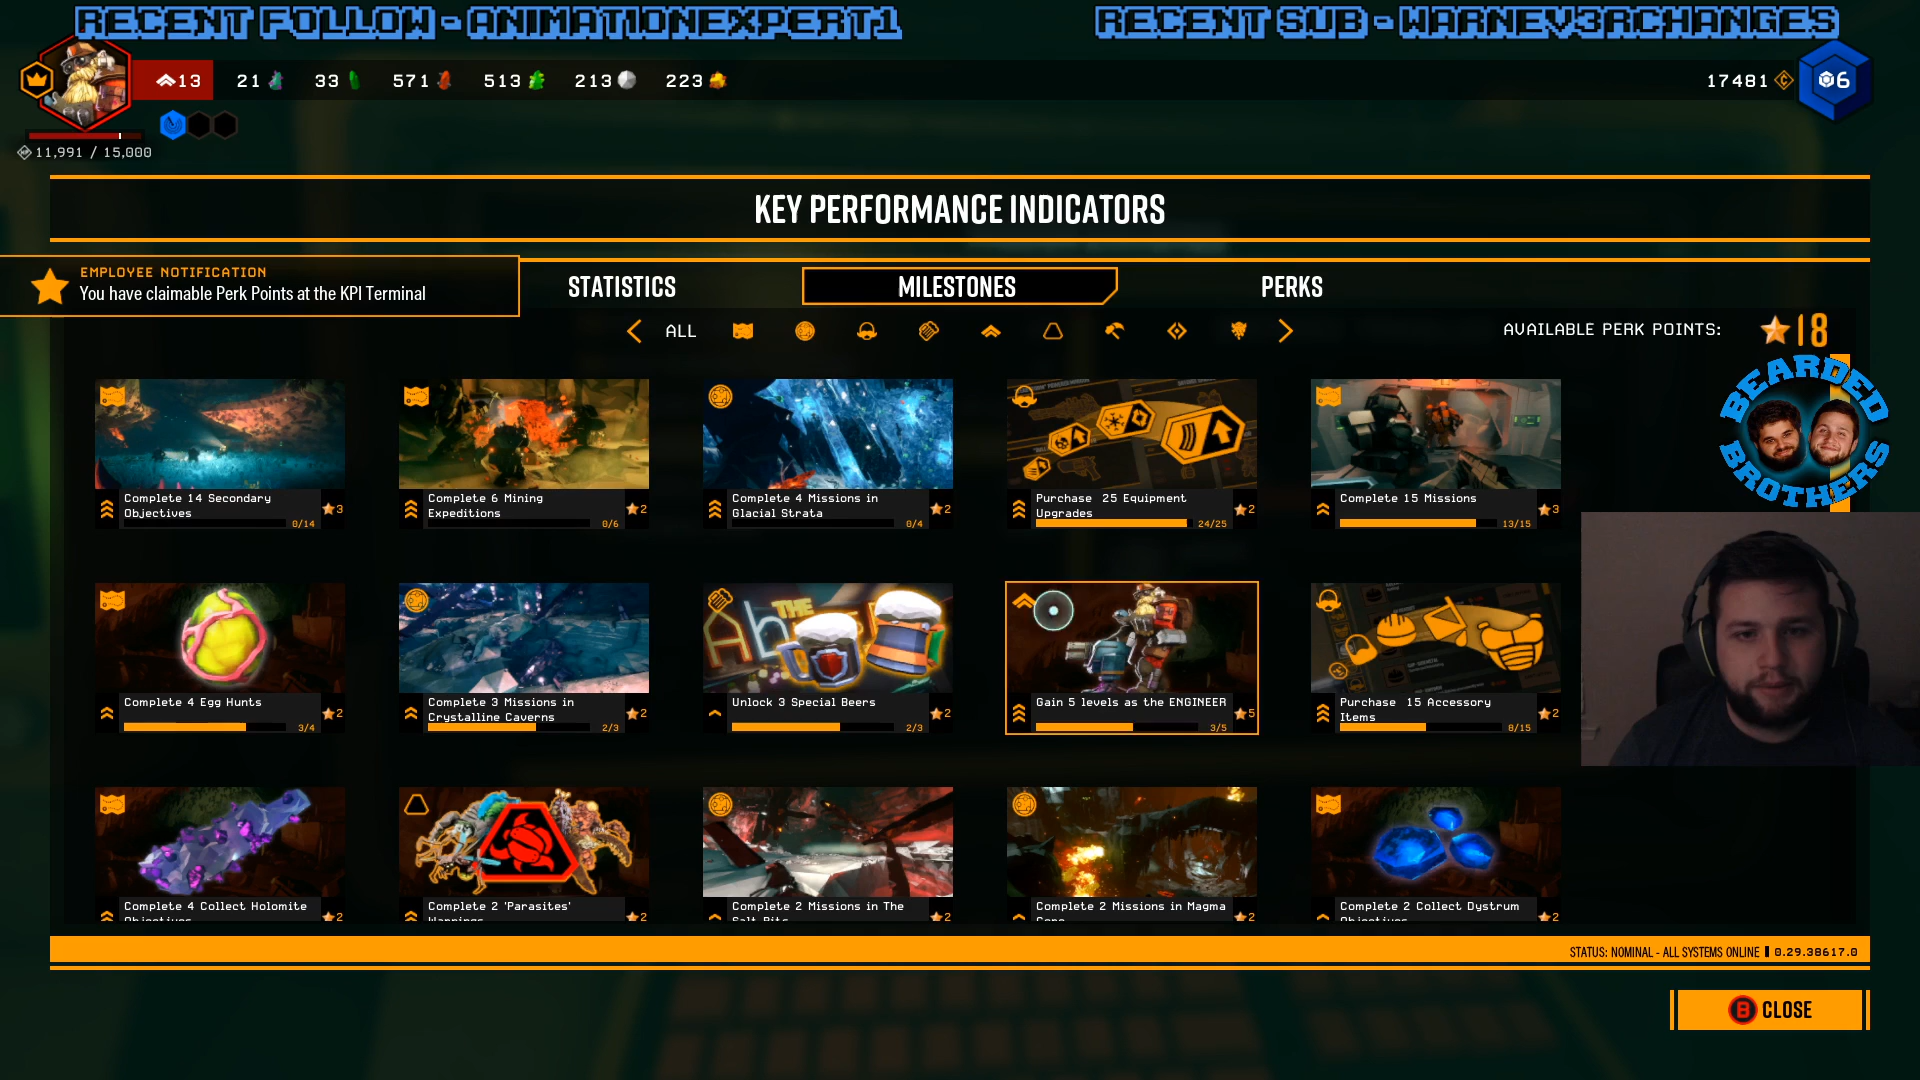 RECENT FOLLOW - ANIMATIONEXPERT1
RECENT SUB - WARNEV3RCHANGES
13
21
33
571
513
213
223
17481
6
11,991 / 15,000
KEY PERFORMANCE INDICATORS
EMPLOYEE NOTIFICATION
You have claimable Perk Points at the KPI Terminal
STATISTICS
MILESTONES
PERKS
ALL
AVAILABLE PERK POINTS:
18
BEARDED
BROTHERS
Complete 14 Secondary
Objectives
0/14
3
Complete 6 Mining
Expeditions
0/6
2
Complete 4 Missions in
Glacial Strata
0/4
2
Purchase 25 Equipment
Upgrades
24/25
2
Complete 15 Missions
13/15
3
Complete 4 Egg Hunts
3/4
2
Complete 3 Missions in
Crystalline Caverns
2/3
2
THE
Ab
Unlock 3 Special Beers
2/3
2
Gain 5 levels as the ENGINEER
3/5
5
Purchase 15 Accessory
Items
8/15
2
Complete 4 Collect Holomite
Objectives
2
Complete 2 'Parasites'
Warnings
2
Complete 2 Missions in The
Salt Pits
2
Complete 2 Missions in Magma
Core
2
Complete 2 Collect Dystrum
Objectives
2
STATUS: NOMINAL - ALL SYSTEMS ONLINE
0.29.38617.0
B CLOSE